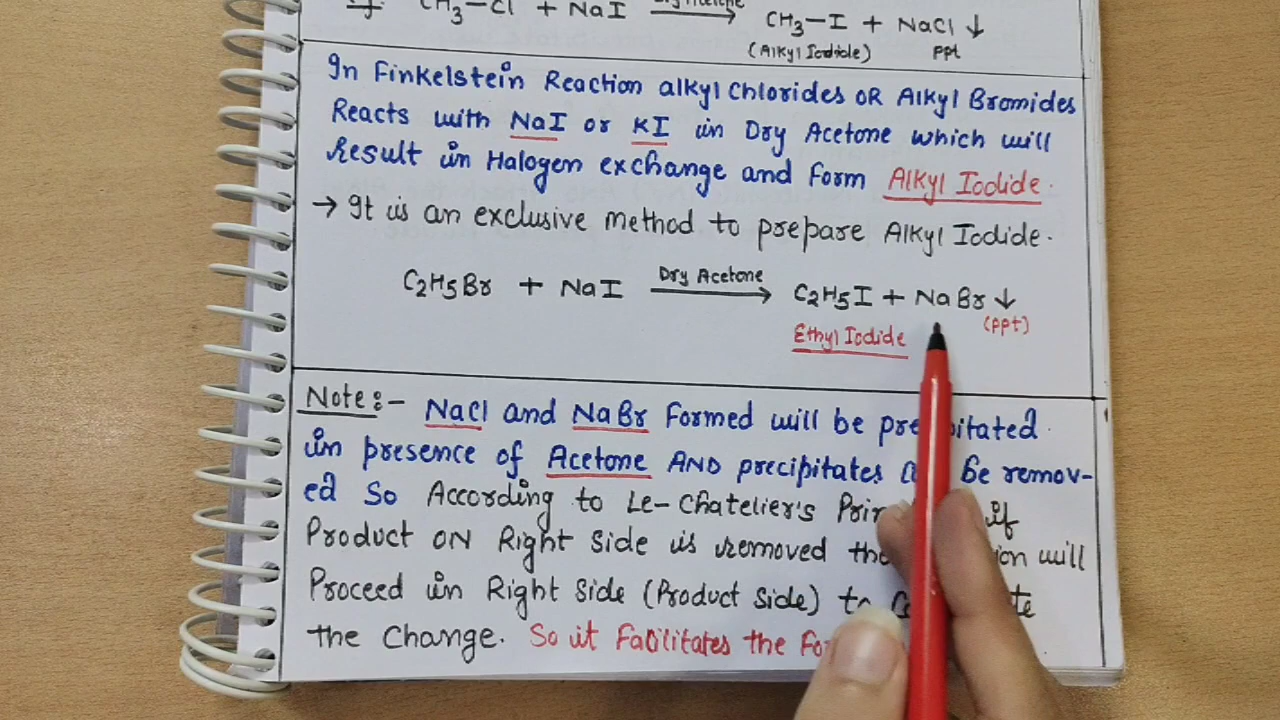 CH3-Cl + NaI → CH3-I + NaCl ↓
(Alkyl Iodide) ppt
In Finkelstein Reaction alkyl chlorides OR Alkyl Bromides
Reacts with NaI or KI in Dry Acetone which will
Result in Halogen exchange and form Alkyl Iodide.
→ It is an exclusive method to prepare Alkyl Iodide.
Dry Acetone
C2H5Br + NaI → C2H5I + NaBr ↓
Ethyl Iodide (ppt)
Note:- NaCl and NaBr formed will be
in presence of Acetone AND precipitates be remov-
ed So According to Le-Chatelier's if
Product ON Right Side is removed will
Proceed in Right Side (Product Side) to
the Change. So it Facilitates the